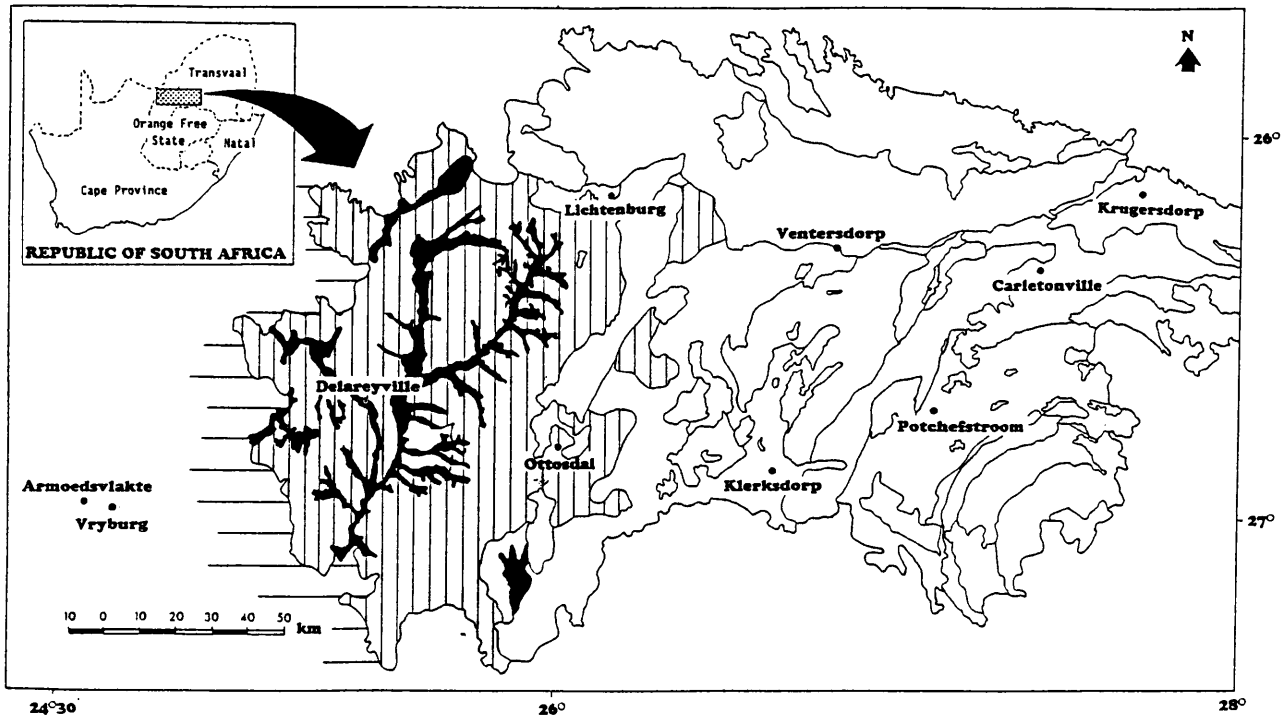 Transvaal
Orange Free
State
Natal
Cape Province
REPUBLIC OF SOUTH AFRICA
N
26°
Lichtenburg
Krugersdorp
Ventersdorp
Carletonville
Delareyville
Potchefstroom
Ottosdal
Klerksdorp
Armoedsvlakte
Vryburg
27°
10 0 10 20 30 40 50 km
24°30
26°
28°